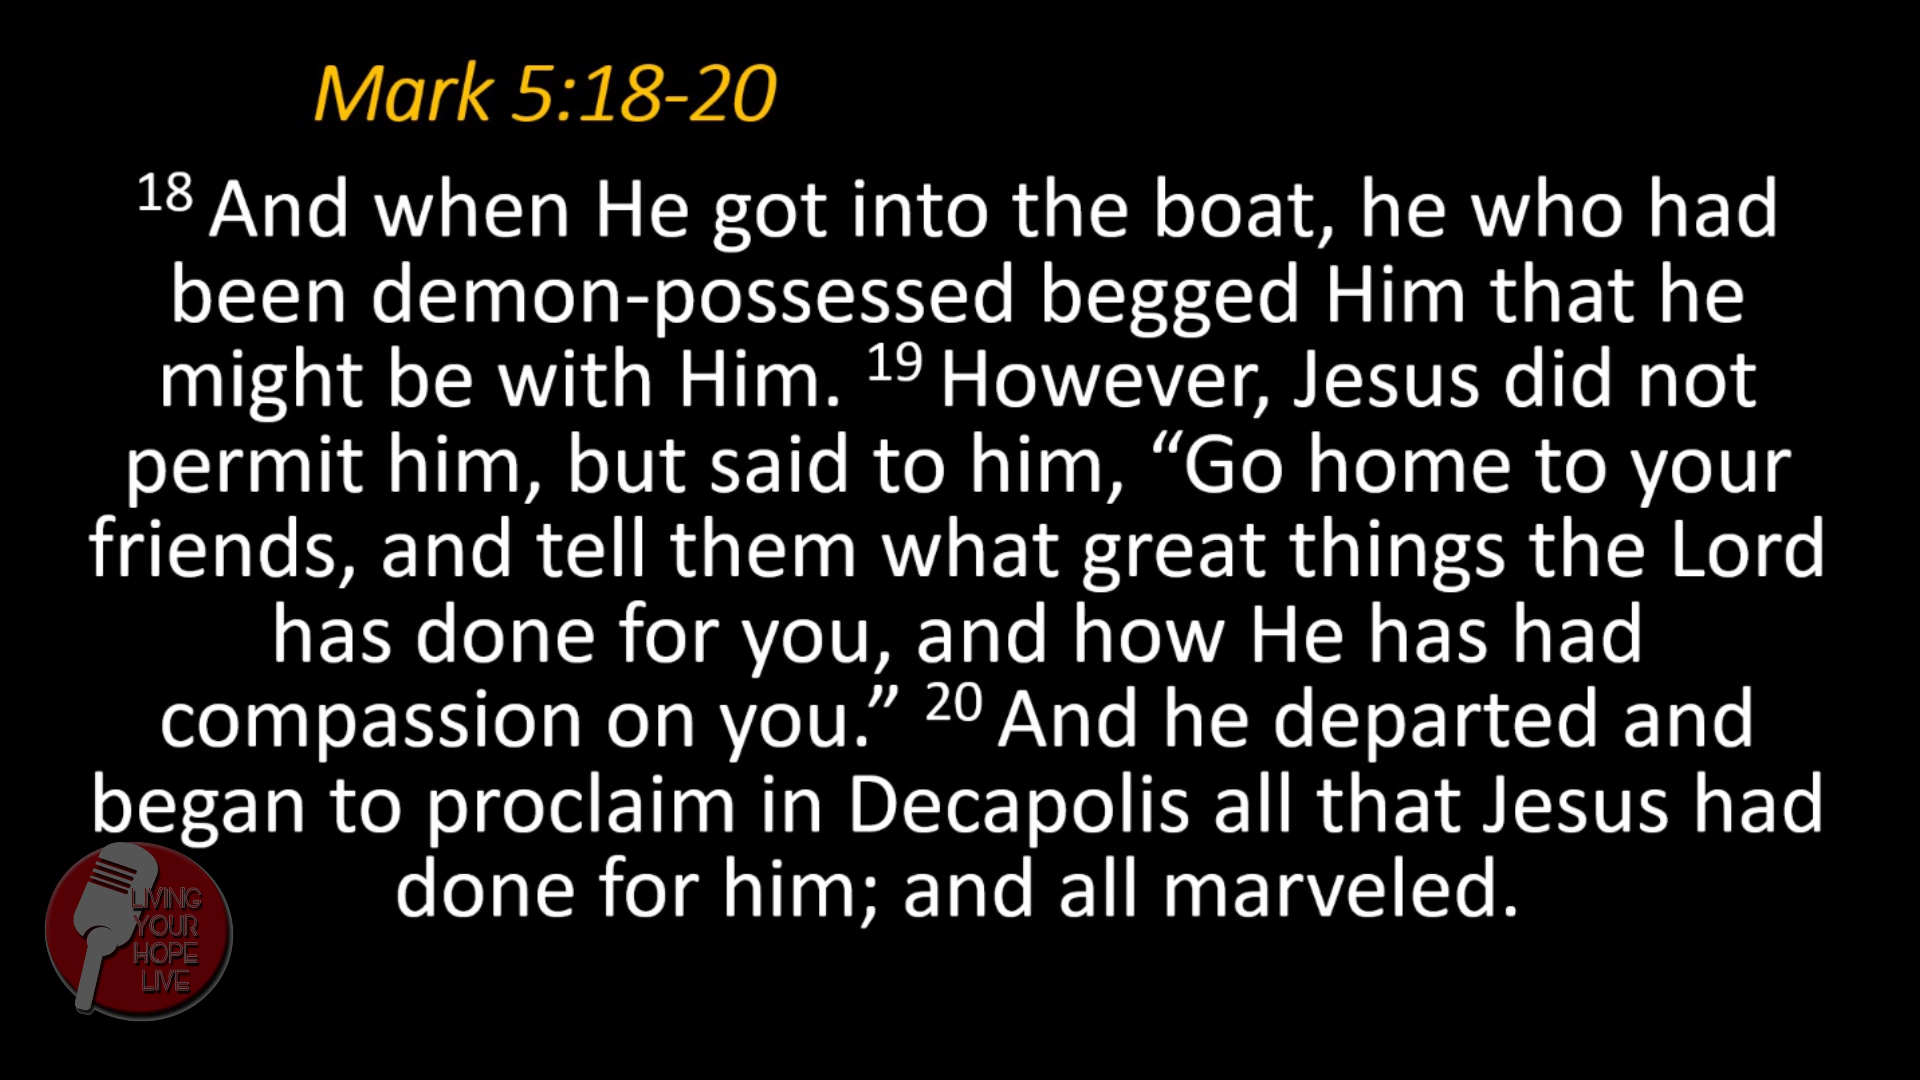 Mark 5:18-20
18 And when He got into the boat, he who had
been demon-possessed begged Him that he
might be with Him. 19 However, Jesus did not
permit him, but said to him, “Go home to your
friends, and tell them what great things the Lord
has done for you, and how He has had
compassion on you.” 20 And he departed and
began to proclaim in Decapolis all that Jesus had
done for him; and all marveled.
LIVING
YOUR
HOPE
LIVE